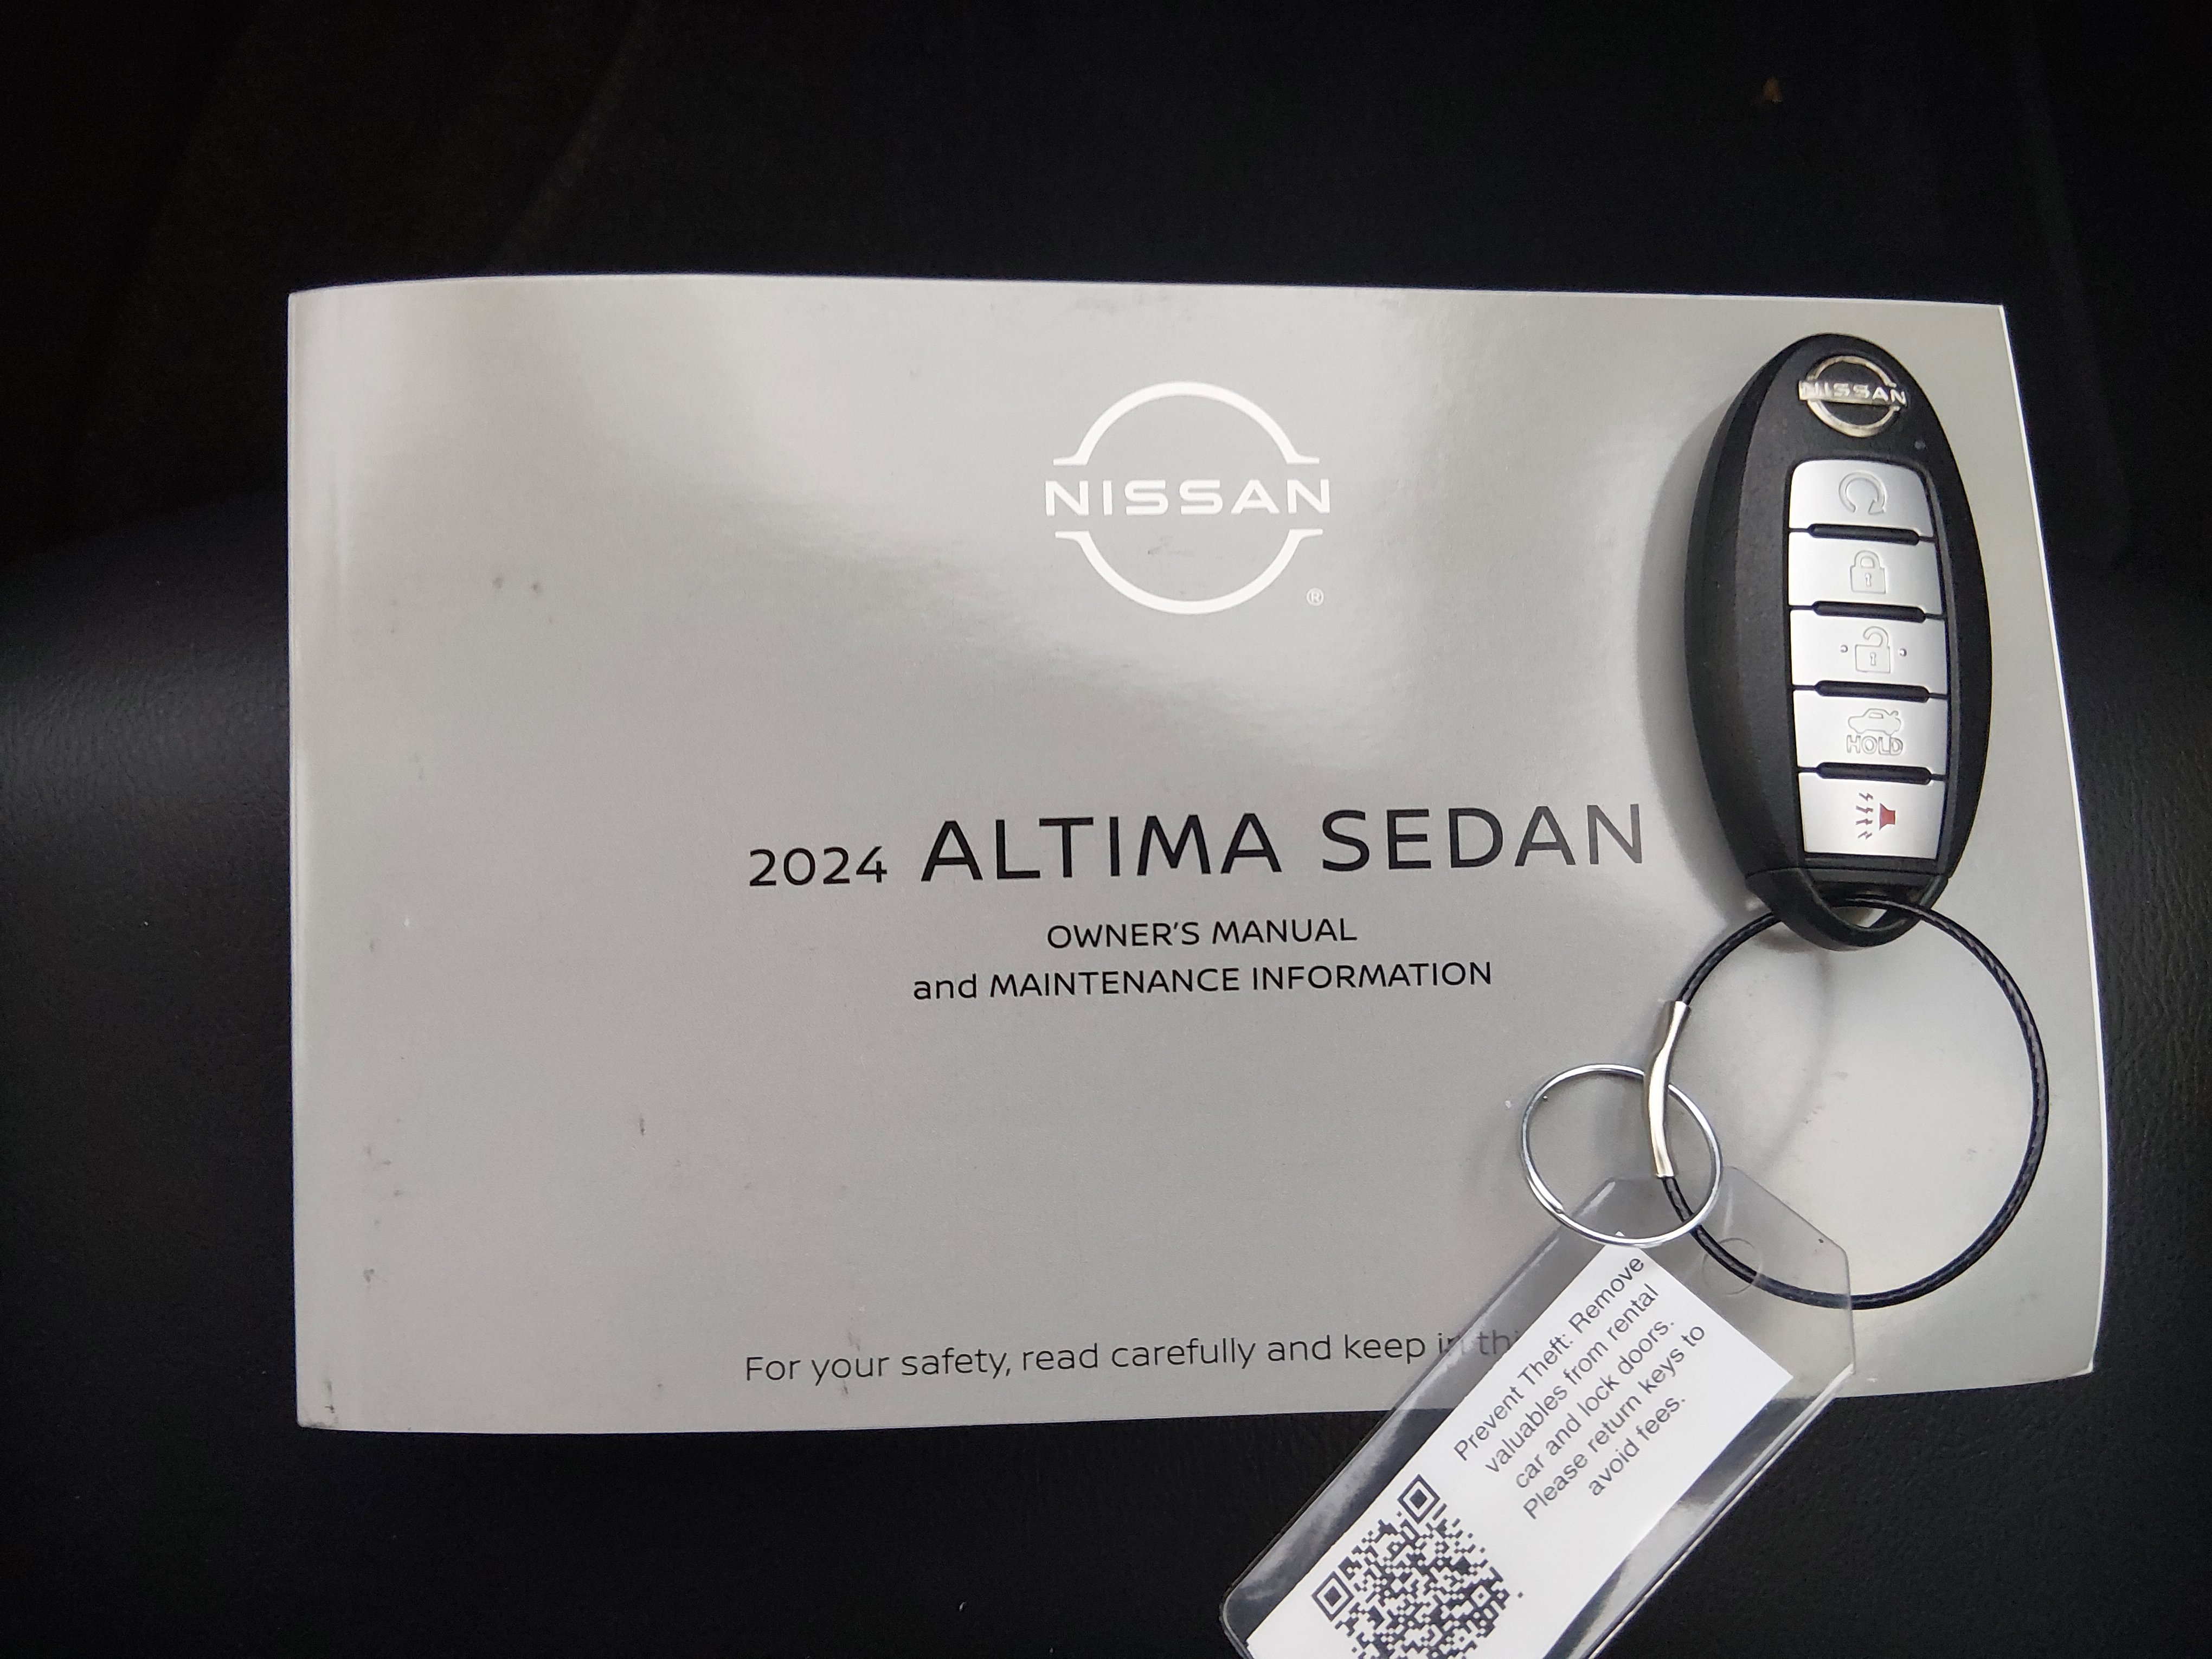 NISSAN
®
2024 ALTIMA SEDAN
OWNER'S MANUAL
and MAINTENANCE INFORMATION
For your safety, read carefully and keep in
NISSAN
HOLD
Prevent Theft: Remove
valuables from rental
car and lock doors.
Please return keys to
avoid fees.